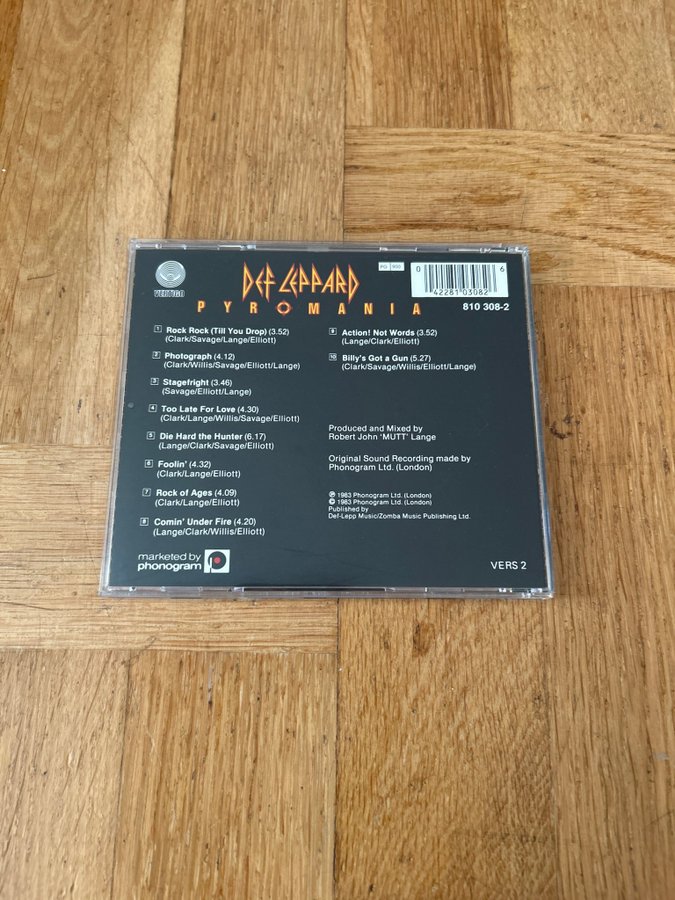 VERTIGO
DEF LEPPARD
PYROMANIA
PG 900
0 42281 03082 6
810 308-2
1 Rock Rock (Till You Drop) (3.52)
(Clark/Savage/Lange/Elliott)
2 Photograph (4.12)
(Clark/Willis/Savage/Elliott/Lange)
3 Stagefright (3.46)
(Savage/Elliott/Lange)
4 Too Late For Love (4.30)
(Clark/Lange/Willis/Savage/Elliott)
5 Die Hard the Hunter (6.17)
(Lange/Clark/Savage/Elliott)
6 Foolin' (4.32)
(Clark/Lange/Elliott)
7 Rock of Ages (4.09)
(Clark/Lange/Elliott)
8 Comin' Under Fire (4.20)
(Lange/Clark/Willis/Elliott)
9 Action! Not Words (3.52)
(Lange/Clark/Elliott)
10 Billy's Got a Gun (5.27)
(Clark/Savage/Willis/Elliott/Lange)
Produced and Mixed by
Robert John 'MUTT' Lange
Original Sound Recording made by
Phonogram Ltd. (London)
℗ 1983 Phonogram Ltd. (London)
© 1983 Phonogram Ltd. (London)
Published by
Def-Lepp Music/Zomba Music Publishing Ltd.
marketed by
phonogram
VERS 2